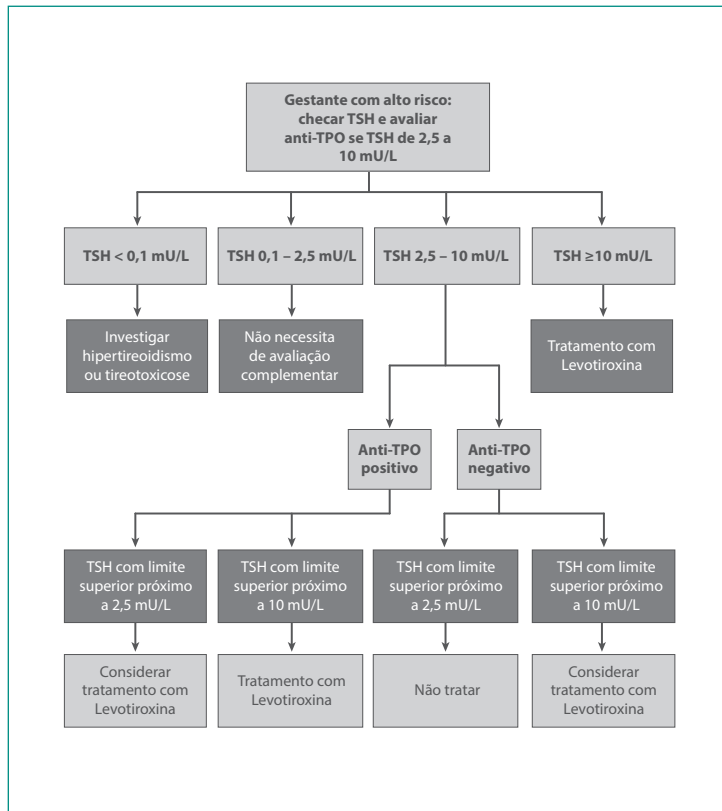 Gestante com alto risco:
checar TSH e avaliar
anti-TPO se TSH de 2,5 a
10 mU/L
TSH < 0,1 mU/L
TSH 0,1 – 2,5 mU/L
TSH 2,5 – 10 mU/L
TSH ≥10 mU/L
Investigar
hipertireoidismo
ou tireotoxicose
Não necessita
de avaliação
complementar
Tratamento com
Levotiroxina
Anti-TPO
positivo
Anti-TPO
negativo
TSH com limite
superior próximo
a 2,5 mU/L
TSH com limite
superior próximo
a 10 mU/L
TSH com limite
superior próximo
a 2,5 mU/L
TSH com limite
superior próximo
a 10 mU/L
Considerar
tratamento com
Levotiroxina
Tratamento com
Levotiroxina
Não tratar
Considerar
tratamento com
Levotiroxina